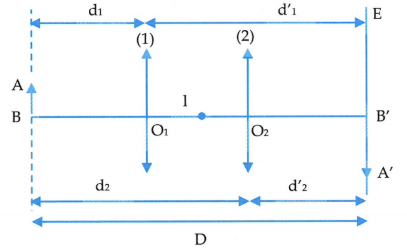 d₁ d'₁ E
(1) (2)
A
l
B O₁ O₂ B'
A'
d₂ d'₂
D